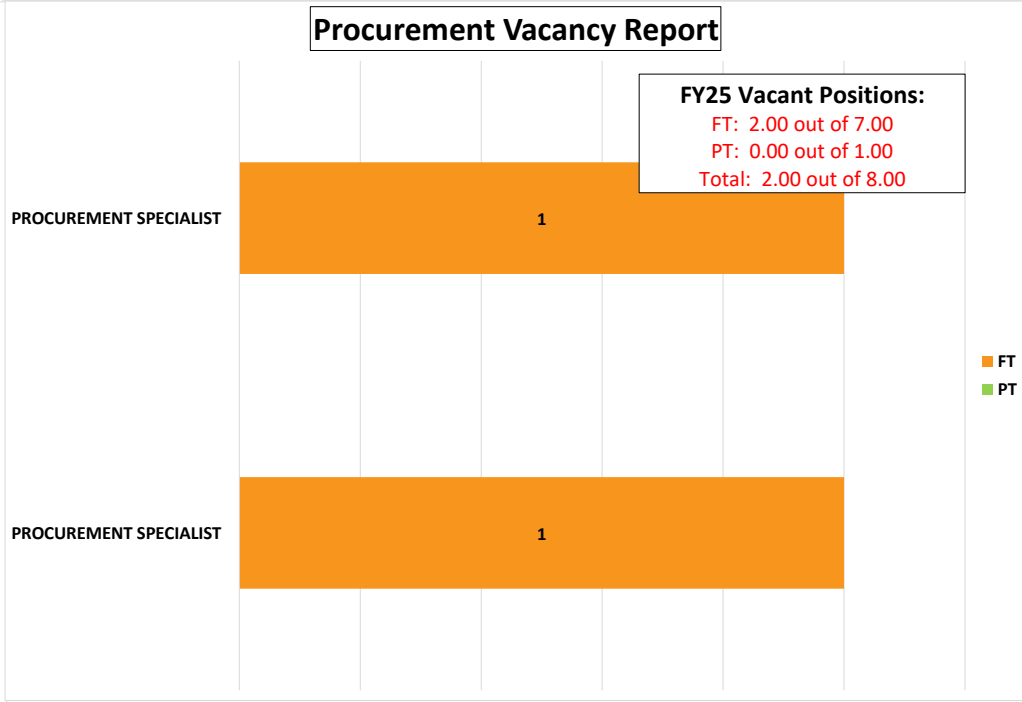 Procurement Vacancy Report
FY25 Vacant Positions:
FT: 2.00 out of 7.00
PT: 0.00 out of 1.00
Total: 2.00 out of 8.00
PROCUREMENT SPECIALIST
1
FT
PT
PROCUREMENT SPECIALIST
1